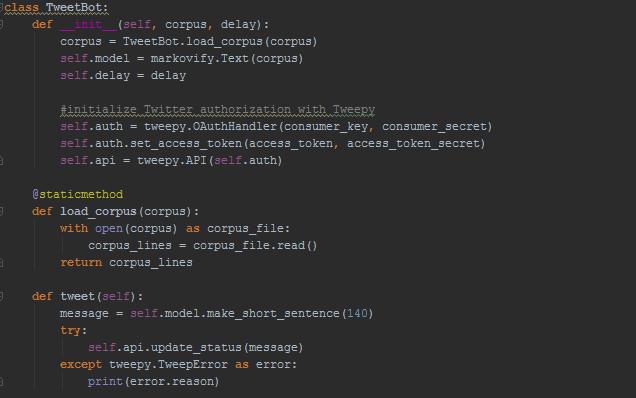 class TweetBot:
    def __init__(self, corpus, delay):
        corpus = TweetBot.load_corpus(corpus)
        self.model = markovify.Text(corpus)
        self.delay = delay

        #initialize Twitter authorization with Tweepy
        self.auth = tweepy.OAuthHandler(consumer_key, consumer_secret)
        self.auth.set_access_token(access_token, access_token_secret)
        self.api = tweepy.API(self.auth)

    @staticmethod
    def load_corpus(corpus):
        with open(corpus) as corpus_file:
            corpus_lines = corpus_file.read()
        return corpus_lines

    def tweet(self):
        message = self.model.make_short_sentence(140)
        try:
            self.api.update_status(message)
        except tweepy.TweepError as error:
            print(error.reason)